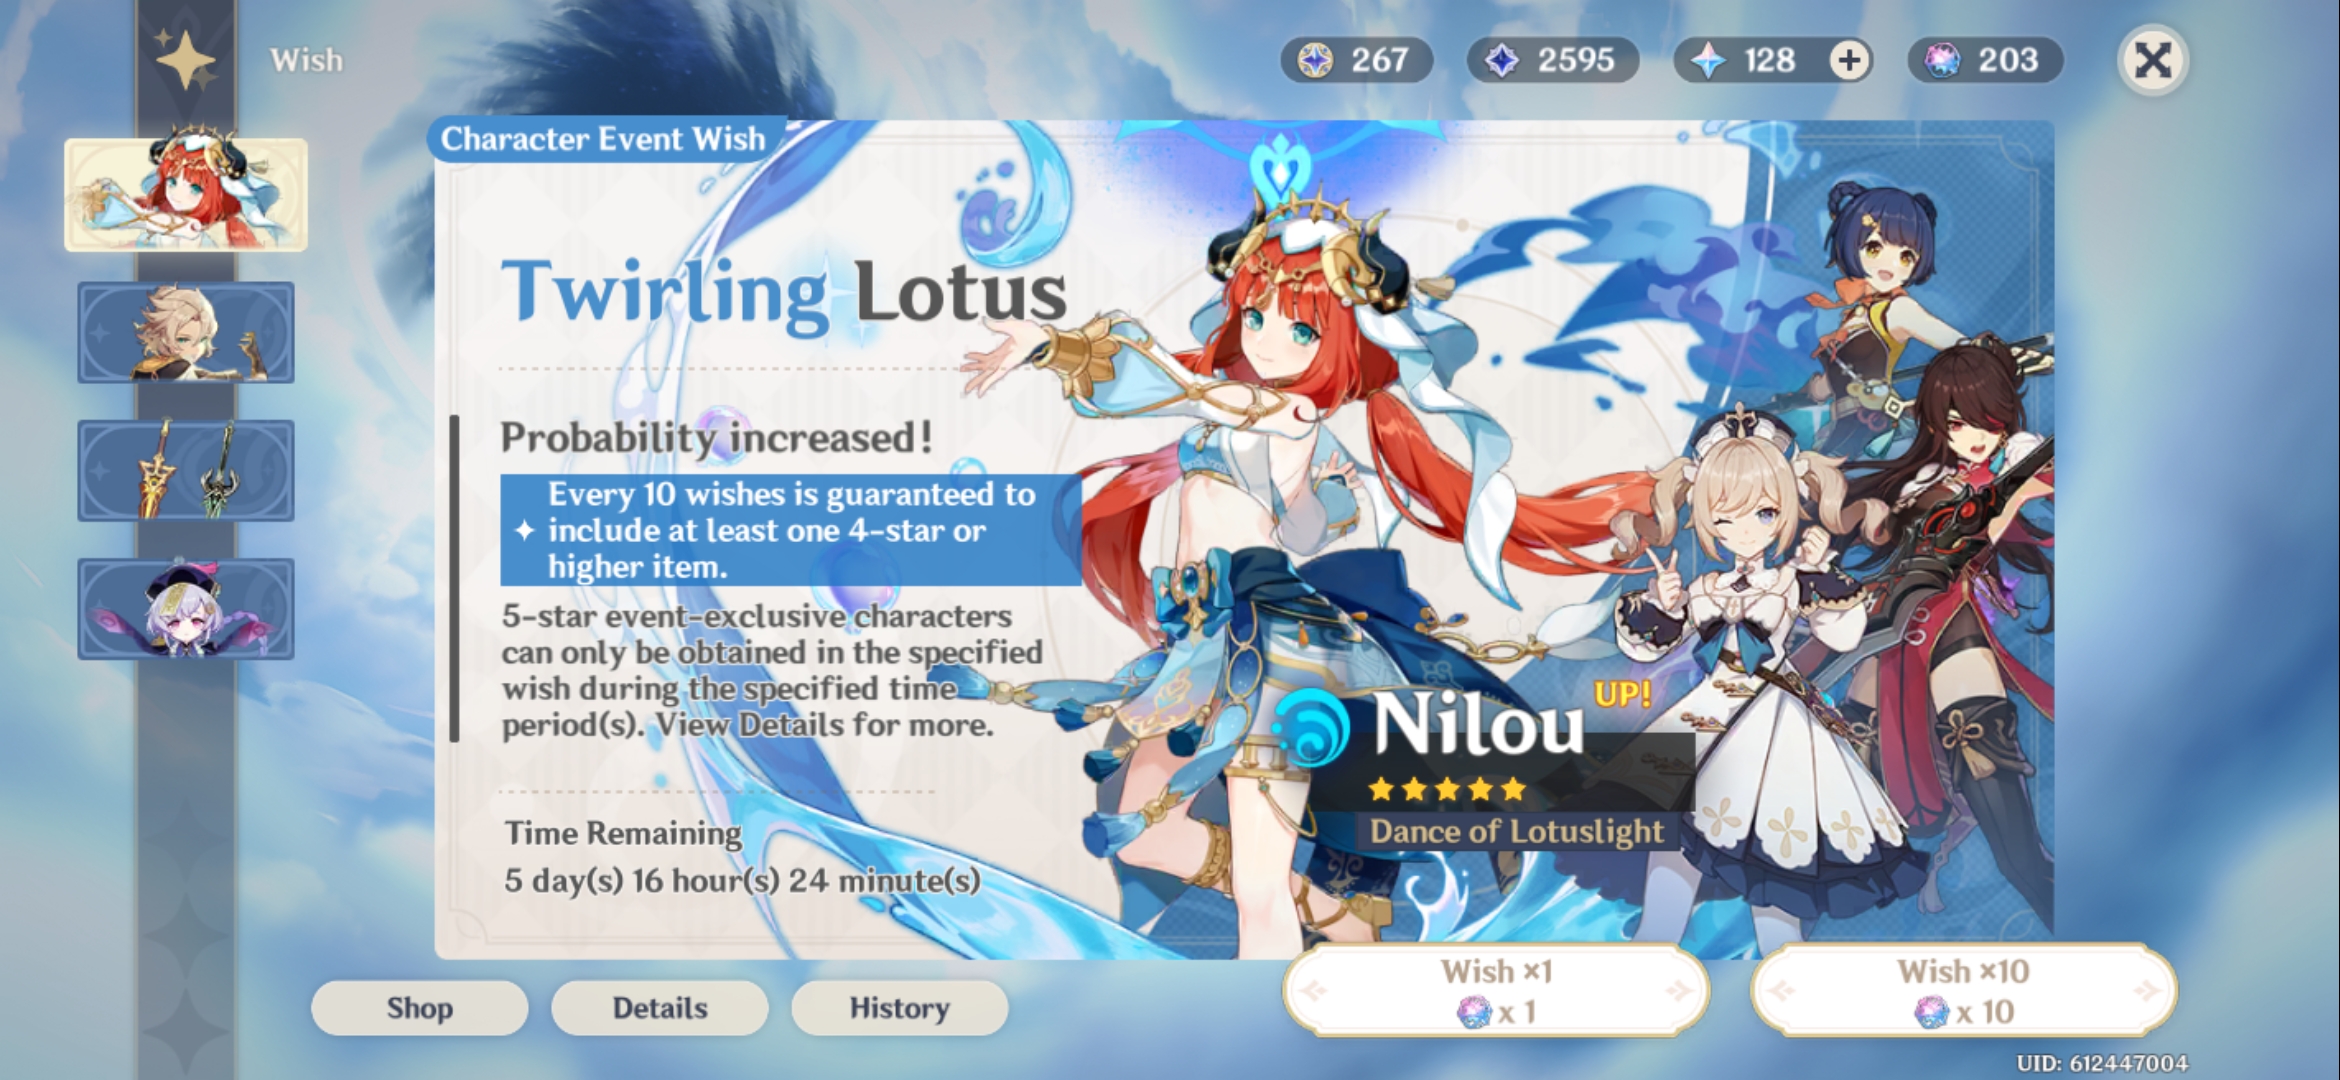 Wish
267
2595
128
203
Character Event Wish
Twirling Lotus
Probability increased!
Every 10 wishes is guaranteed to
include at least one 4-star or
higher item.
5-star event-exclusive characters
can only be obtained in the specified
wish during the specified time
period(s). View Details for more.
Time Remaining
5 day(s) 16 hour(s) 24 minute(s)
UP!
Nilou
Dance of Lotuslight
Shop
Details
History
Wish ×1
x 1
Wish ×10
x 10
UID: 612447004